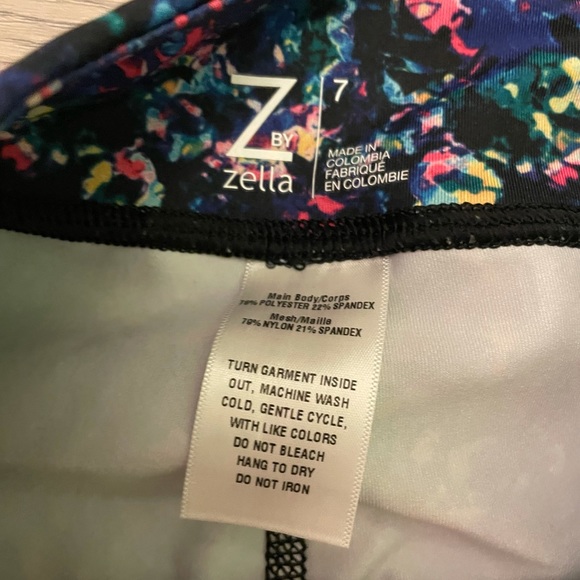 Z BY
zella
7
MADE IN
COLOMBIA
FABRIQUÉ
EN COLOMBIE
Main Body/Corps
78% POLYESTER 22% SPANDEX
Mesh/Maille
79% NYLON 21% SPANDEX
TURN GARMENT INSIDE
OUT, MACHINE WASH
COLD, GENTLE CYCLE,
WITH LIKE COLORS
DO NOT BLEACH
HANG TO DRY
DO NOT IRON